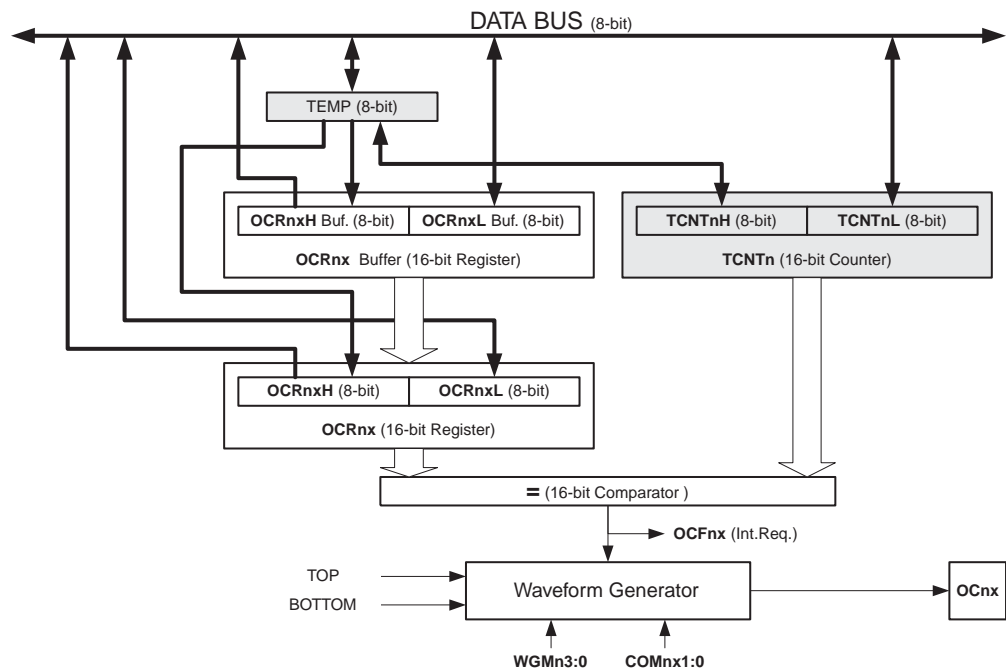 DATA BUS (8-bit)
TEMP (8-bit)
OCRnxH Buf. (8-bit) OCRnxL Buf. (8-bit)
OCRnx Buffer (16-bit Register)
TCNTnH (8-bit) TCNTnL (8-bit)
TCNTn (16-bit Counter)
OCRnxH (8-bit) OCRnxL (8-bit)
OCRnx (16-bit Register)
= (16-bit Comparator )
OCFnx (Int.Req.)
TOP
BOTTOM
Waveform Generator
OCnx
WGMn3:0 COMnx1:0